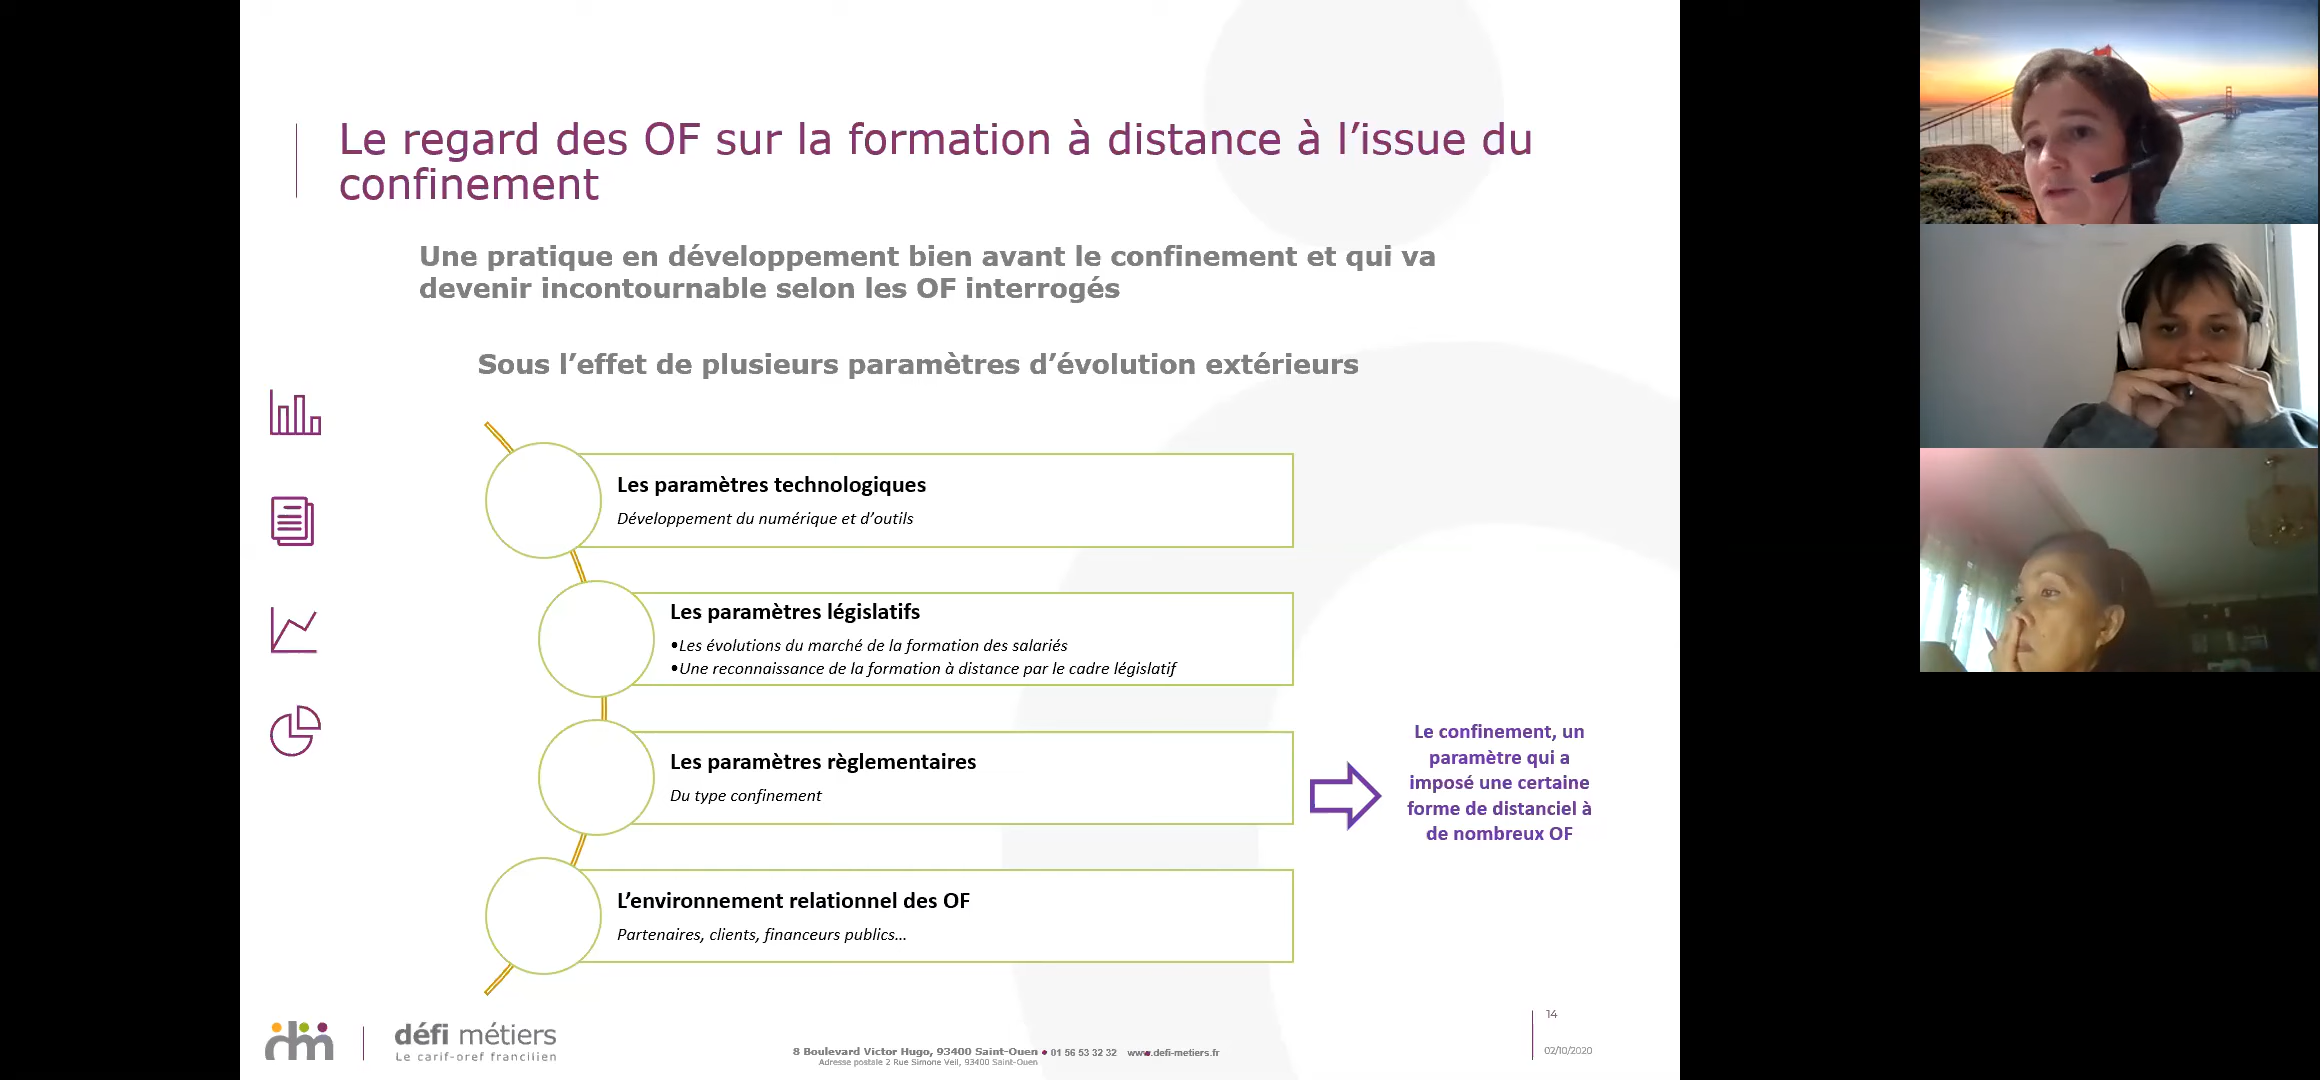 Le regard des OF sur la formation à distance à l’issue du
confinement
Une pratique en développement bien avant le confinement et qui va
devenir incontournable selon les OF interrogés
Sous l’effet de plusieurs paramètres d’évolution extérieurs
Les paramètres technologiques
Développement du numérique et d’outils
Les paramètres législatifs
•Les évolutions du marché de la formation des salariés
•Une reconnaissance de la formation à distance par le cadre législatif
Les paramètres règlementaires
Du type confinement
Le confinement, un
paramètre qui a
imposé une certaine
forme de distanciel à
de nombreux OF
L’environnement relationnel des OF
Partenaires, clients, financeurs publics…
dm
défi métiers
Le carif-oref francilien
8 Boulevard Victor Hugo, 93400 Saint-Ouen • 01 56 53 32 32 www.defi-metiers.fr
Adresse postale 2 Rue Simone Veil, 93400 Saint-Ouen
14
02/10/2020